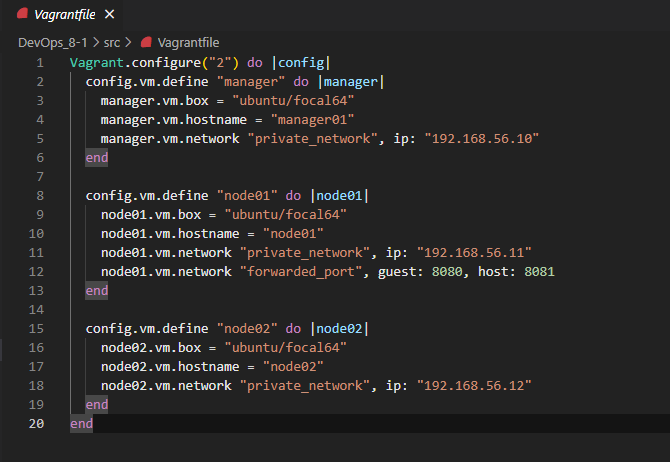 Vagrantfile ×
DevOps_8-1 > src > Vagrantfile
1 Vagrant.configure("2") do |config|
2 config.vm.define "manager" do |manager|
3 manager.vm.box = "ubuntu/focal64"
4 manager.vm.hostname = "manager01"
5 manager.vm.network "private_network", ip: "192.168.56.10"
6 end
7
8 config.vm.define "node01" do |node01|
9 node01.vm.box = "ubuntu/focal64"
10 node01.vm.hostname = "node01"
11 node01.vm.network "private_network", ip: "192.168.56.11"
12 node01.vm.network "forwarded_port", guest: 8080, host: 8081
13 end
14
15 config.vm.define "node02" do |node02|
16 node02.vm.box = "ubuntu/focal64"
17 node02.vm.hostname = "node02"
18 node02.vm.network "private_network", ip: "192.168.56.12"
19 end
20 end